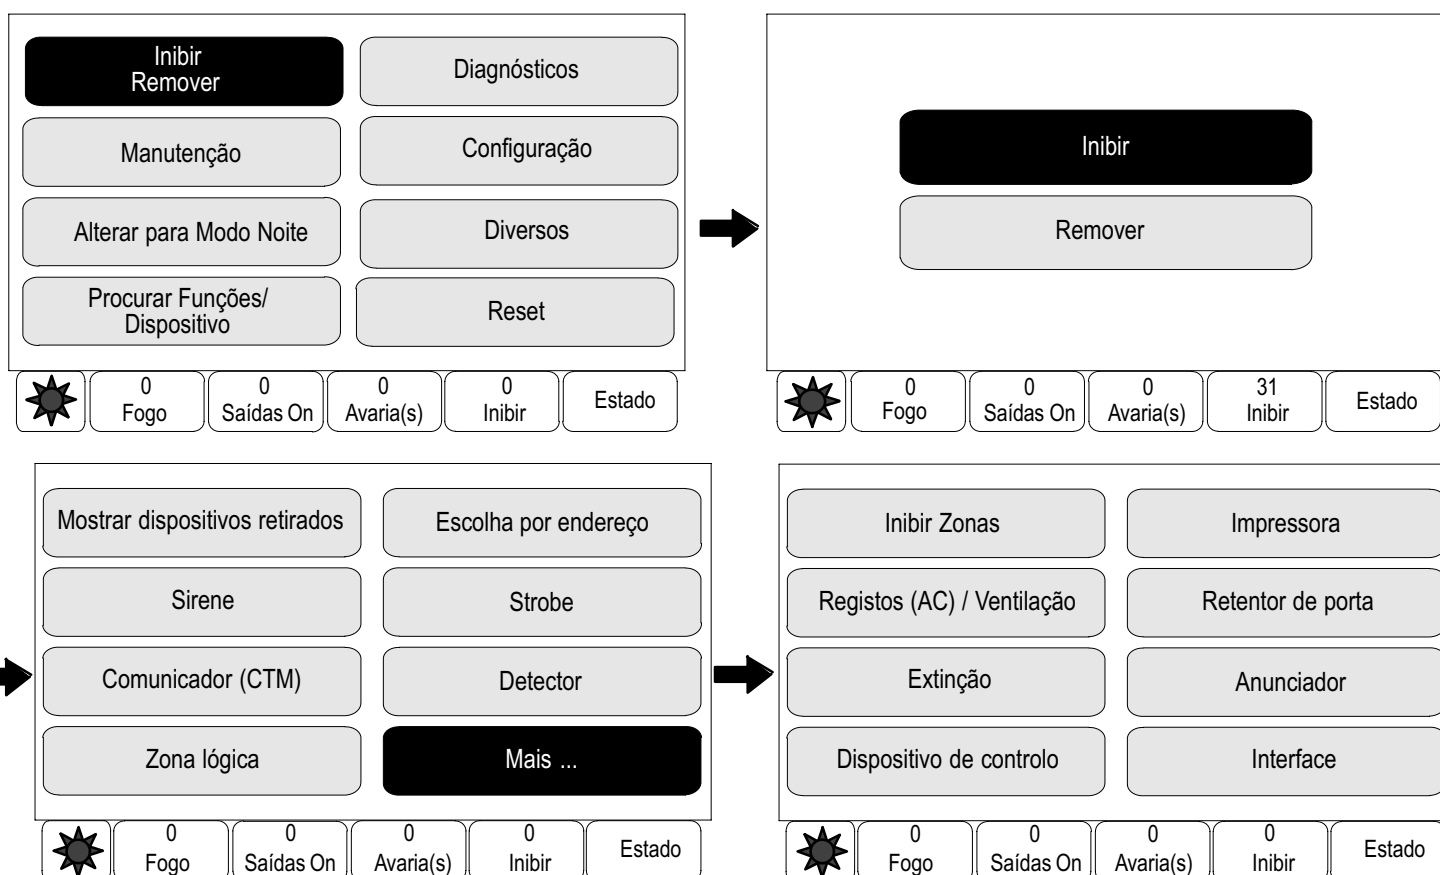 Inibir
Remover
Diagnósticos
Manutenção
Configuração
Alterar para Modo Noite
Diversos
Procurar Funções/
Dispositivo
Reset
0
Fogo
0
Saídas On
0
Avaria(s)
0
Inibir
Estado
Inibir
Remover
0
Fogo
0
Saídas On
0
Avaria(s)
31
Inibir
Estado
Mostrar dispositivos retirados
Escolha por endereço
Sirene
Strobe
Comunicador (CTM)
Detector
Zona lógica
Mais ...
0
Fogo
0
Saídas On
0
Avaria(s)
0
Inibir
Estado
Inibir Zonas
Impressora
Registos (AC) / Ventilação
Retentor de porta
Extinção
Anunciador
Dispositivo de controlo
Interface
0
Fogo
0
Saídas On
0
Avaria(s)
0
Inibir
Estado